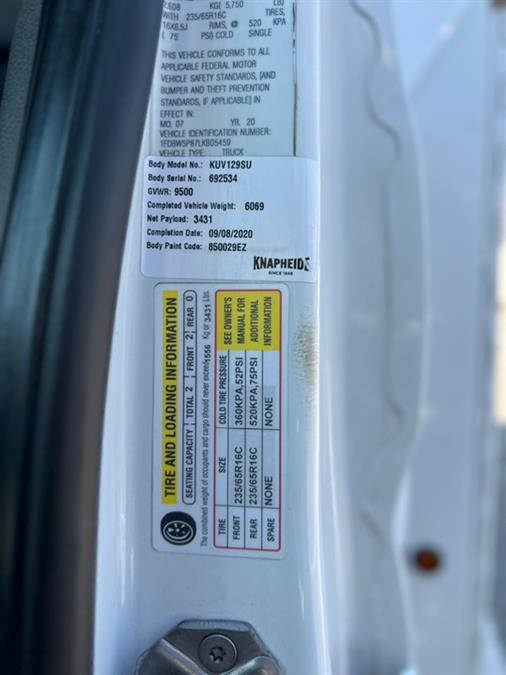 2,608 KG( 5,750 LB)
WITH 235/65R16C TIRES,
16X6.5J RIMS, @ 520 KPA
( 75 PSI) COLD SINGLE
THIS VEHICLE CONFORMS TO ALL
APPLICABLE FEDERAL MOTOR
VEHICLE SAFETY STANDARDS, [AND
BUMPER AND THEFT PREVENTION
STANDARDS, IF APPLICABLE] IN
EFFECT IN:
MO. 07 YR. 20
VEHICLE IDENTIFICATION NUMBER:
1FDBW5P87LKB05459
VEHICLE TYPE: TRUCK
Body Model No.: KUV129SU
Body Serial No.: 692534
GVWR: 9500
Completed Vehicle Weight: 6069
Net Payload: 3431
Completion Date: 09/08/2020
Body Paint Code: 850029EZ
KNAPHEIDE
SINCE 1848
TIRE AND LOADING INFORMATION
SEATING CAPACITY TOTAL 2 FRONT 2 REAR 0
The combined weight of occupants and cargo should never exceed 1556 Kg or 3431 Lbs.
TIRE SIZE COLD TIRE PRESSURE SEE OWNER'S
FRONT 235/65R16C 360KPA,52PSI MANUAL FOR
REAR 235/65R16C 520KPA,75PSI ADDITIONAL
SPARE NONE NONE INFORMATION